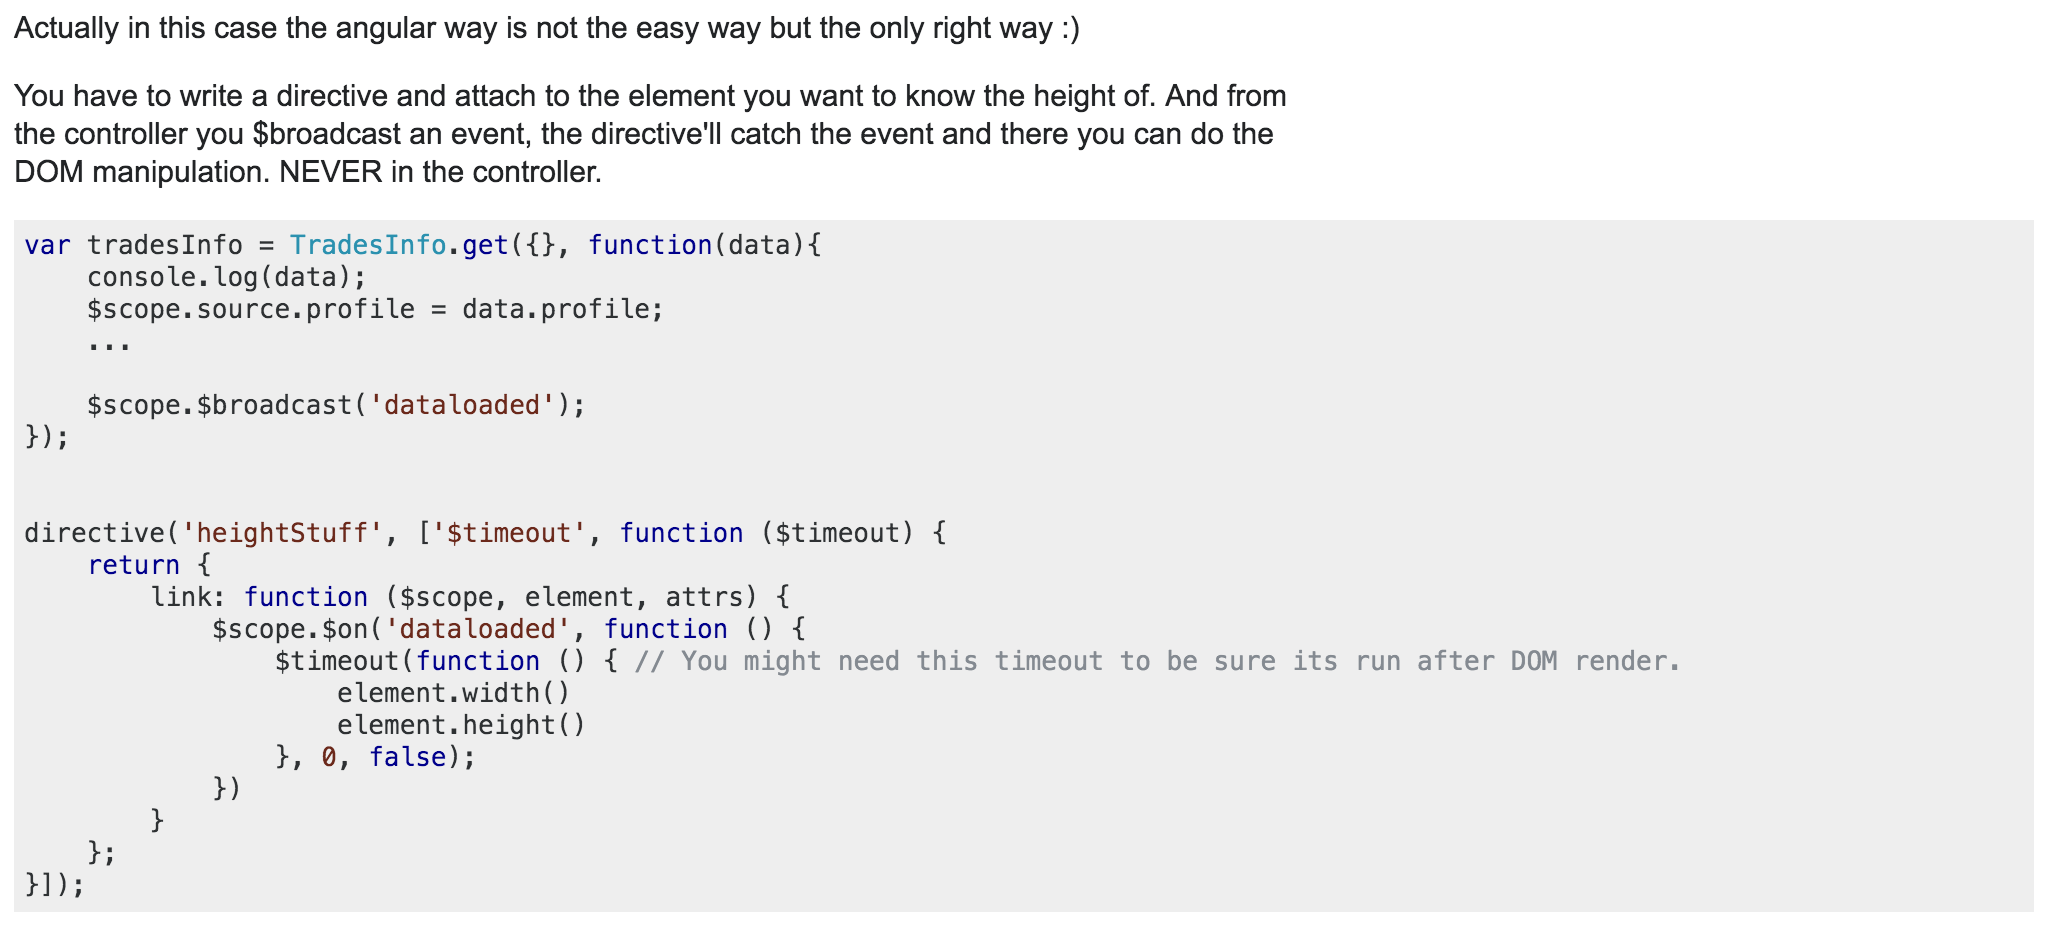 Actually in this case the angular way is not the easy way but the only right way :)
You have to write a directive and attach to the element you want to know the height of. And from
the controller you $broadcast an event, the directive'll catch the event and there you can do the
DOM manipulation. NEVER in the controller.
var tradesInfo = TradesInfo.get({}, function(data){
    console.log(data);
    $scope.source.profile = data.profile;
    ...
    $scope.$broadcast('dataloaded');
});
directive('heightStuff', ['$timeout', function ($timeout) {
    return {
        link: function ($scope, element, attrs) {
            $scope.$on('dataloaded', function () {
                $timeout(function () { // You might need this timeout to be sure its run after DOM render.
                    element.width()
                    element.height()
                }, 0, false);
            })
        }
    };
}]);